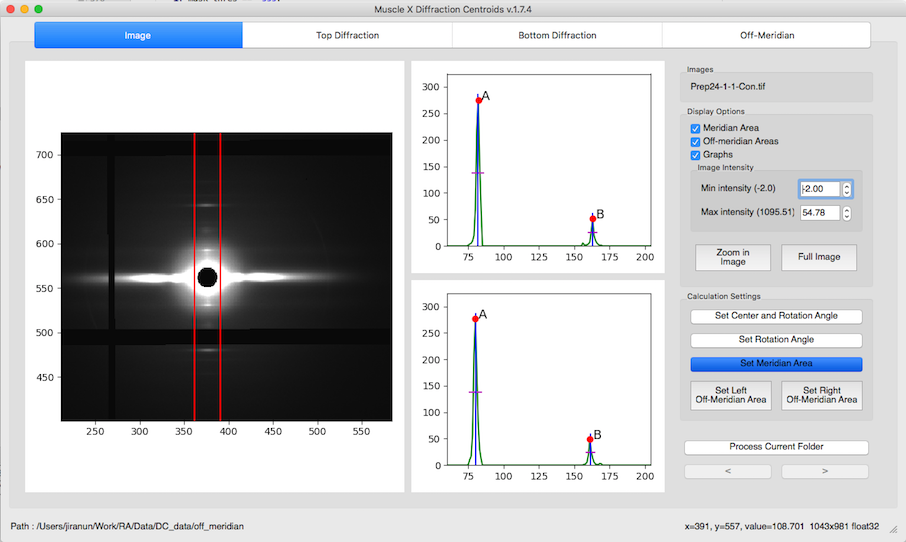 Muscle X Diffraction Centroids v.1.7.4
Image
Top Diffraction
Bottom Diffraction
Off-Meridian
700
650
600
550
500
450
250 300 350 400 450 500 550
300
250
200
150
100
50
0
75 100 125 150 175 200
A
B
300
250
200
150
100
50
0
75 100 125 150 175 200
A
B
Images
Prep24-1-1-Con.tif
Display Options
Meridian Area
Off-meridian Areas
Graphs
Image Intensity
Min intensity (-2.0) -2.00
Max intensity (1095.51) 54.78
Zoom in
Image
Full Image
Calculation Settings
Set Center and Rotation Angle
Set Rotation Angle
Set Meridian Area
Set Left
Off-Meridian Area
Set Right
Off-Meridian Area
Process Current Folder
<
>
Path : /Users/jiranun/Work/RA/Data/DC_data/off_meridian
x=391, y=557, value=108.701 1043x981 float32